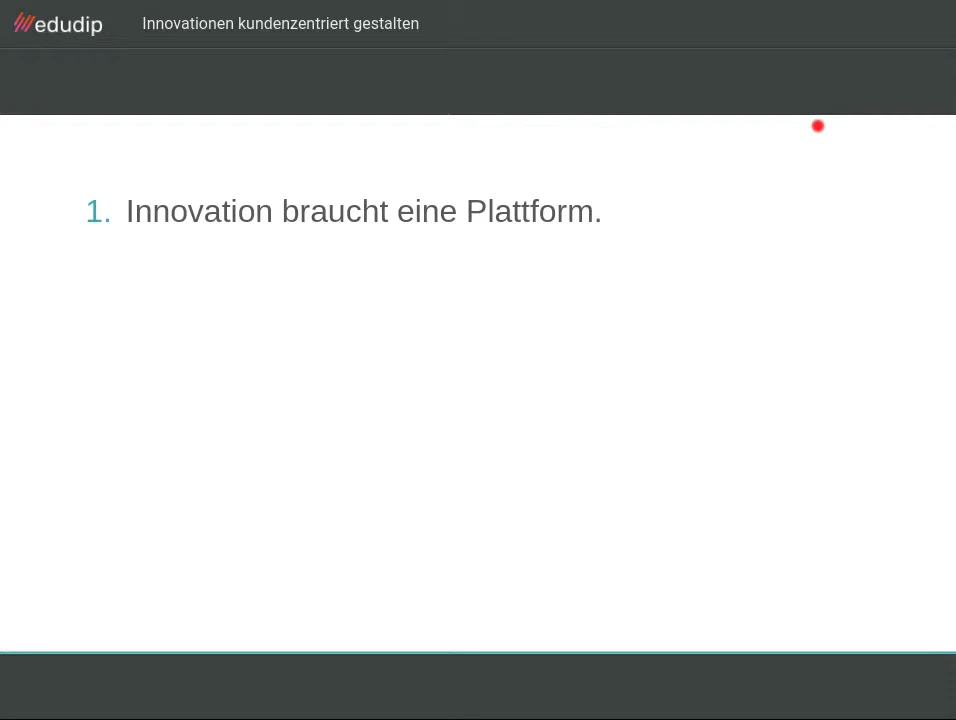 edudip
Innovationen kundenzentriert gestalten
1. Innovation braucht eine Plattform.